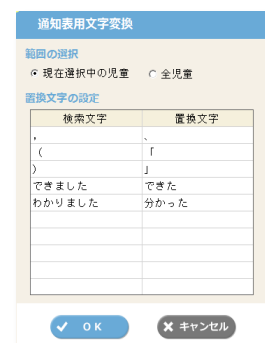 通知表用文字変換
範囲の選択
現在選択中の児童 全児童
置換文字の設定
検索文字 置換文字
， 、
（ 「
） 」
できました できた
わかりました 分かった
OK キャンセル